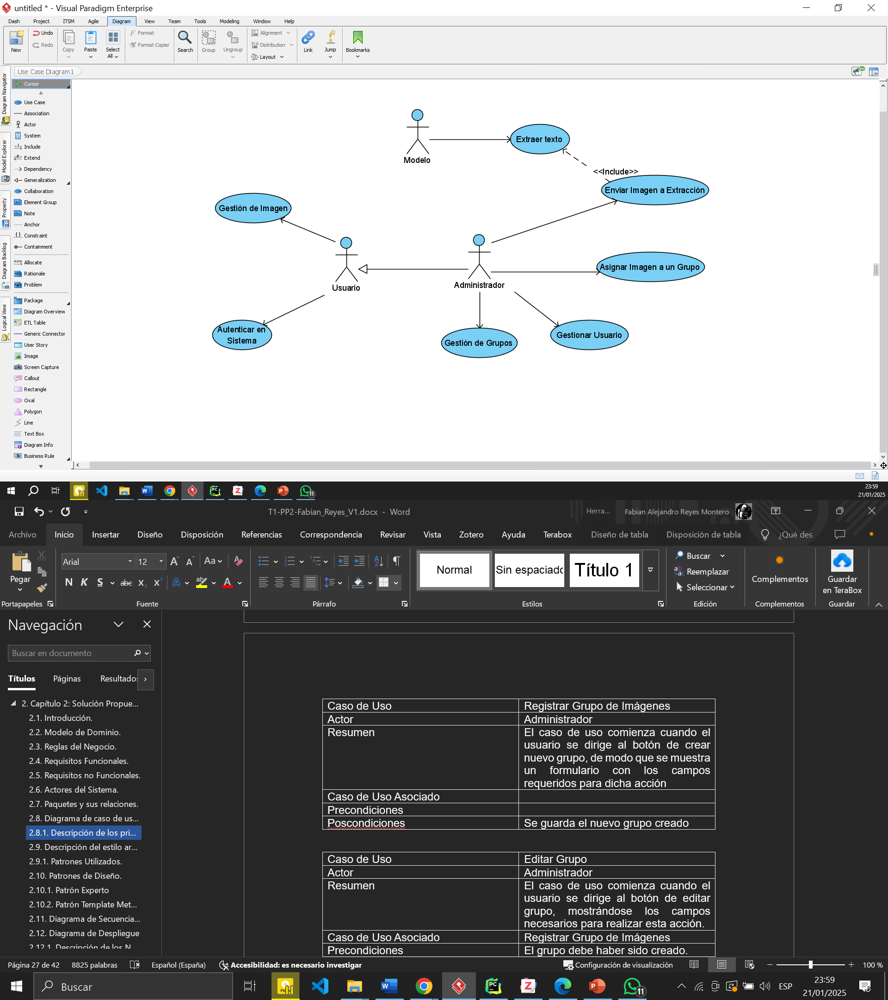 untitled * - Visual Paradigm Enterprise
Dash Project ITSM Agile Diagram View Team Tools Modeling Window Help
New Undo Redo Copy Paste Select All Format Format Copier Search Group Ungroup Alignment Distribution Layout Link Jump Bookmarks
Use Case Diagram1
9+
Diagram Navigator
Model Explorer
Property
Diagram Backlog
Logical View
Cursor
Use Case
Association
Actor
System
Include
Extend
Dependency
Generalization
Collaboration
Element Group
Note
Anchor
Constraint
Containment
Allocate
Rationale
Problem
Package
Diagram Overview
ETL Table
Generic Connector
User Story
Image
Screen Capture
Callout
Rectangle
Oval
Polygon
Line
Text Box
Diagram Info
Business Rule
Modelo
Extraer texto
<<Include>>
Enviar Imagen a Extracción
Gestión de Imagen
Usuario
Administrador
Asignar Imagen a un Grupo
Autenticar en
Sistema
Gestión de Grupos
Gestionar Usuario
11
23:59
21/01/2025
T1-PP2-Fabian_Reyes_V1.docx - Word
Herra...
Fabian Alejandro Reyes Montero
Archivo Inicio Insertar Diseño Disposición Referencias Correspondencia Revisar Vista Zotero Ayuda Terabox Diseño de tabla Disposición de tabla ¿Qué des
Pegar
Portapapeles
Arial 12
N K S abc
Fuente
Párrafo
Normal
Sin espaciado
Título 1
Estilos
Buscar
Reemplazar
Seleccionar
Edición
Complementos
Complementos
Guardar
en TeraBox
Guardar
Navegación
Buscar en documento
Títulos Páginas Resultados
2. Capítulo 2: Solución Propue...
2.1. Introducción.
2.2. Modelo de Dominio.
2.3. Reglas del Negocio.
2.4. Requisitos Funcionales.
2.5. Requisitos no Funcionales.
2.6. Actores del Sistema.
2.7. Paquetes y sus relaciones.
2.8. Diagrama de caso de us...
2.8.1. Descripción de los pri...
2.9. Descripción del estilo ar...
2.9.1. Patrones Utilizados.
2.10. Patrones de Diseño.
2.10.1. Patrón Experto
2.10.2. Patrón Template Met...
2.11. Diagrama de Secuencia...
2.12. Diagrama de Despliegue
2.12.1. Descripción de los N...
Caso de Uso Registrar Grupo de Imágenes
Actor Administrador
Resumen El caso de uso comienza cuando el
usuario se dirige al botón de crear
nuevo grupo, de modo que se muestra
un formulario con los campos
requeridos para dicha acción
Caso de Uso Asociado
Precondiciones
Poscondiciones Se guarda el nuevo grupo creado
Caso de Uso Editar Grupo
Actor Administrador
Resumen El caso de uso comienza cuando el
usuario se dirige al botón de editar
grupo, mostrándose los campos
necesarios para realizar esta acción.
Caso de Uso Asociado Registrar Grupo de Imágenes
Precondiciones El grupo debe haber sido creado.
Página 27 de 42 8825 palabras Español (España) Accesibilidad: es necesario investigar Configuración de visualización 100 %
Buscar
11
ESP
23:59
21/01/2025